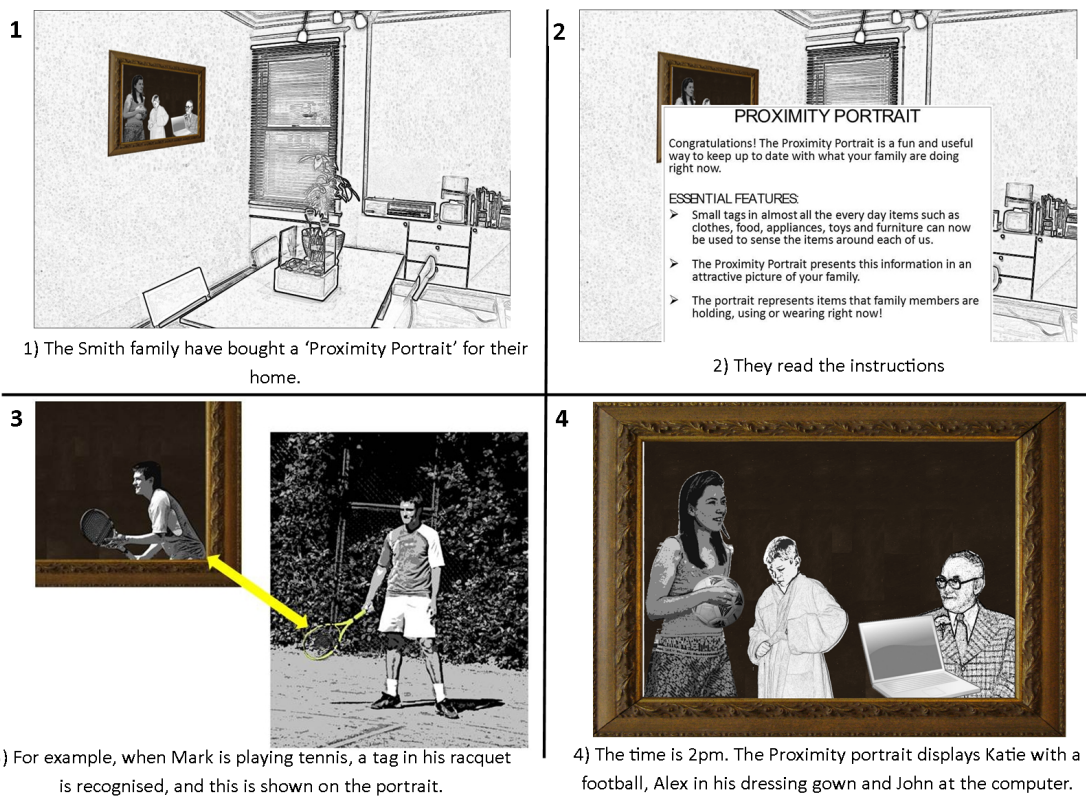 1
1) The Smith family have bought a ‘Proximity Portrait’ for their
home.
2
PROXIMITY PORTRAIT
Congratulations! The Proximity Portrait is a fun and useful
way to keep up to date with what your family are doing
right now.
ESSENTIAL FEATURES:
➢ Small tags in almost all the every day items such as
clothes, food, appliances, toys and furniture can now
be used to sense the items around each of us.
➢ The Proximity Portrait presents this information in an
attractive picture of your family.
➢ The portrait represents items that family members are
holding, using or wearing right now!
2) They read the instructions
3
) For example, when Mark is playing tennis, a tag in his racquet
is recognised, and this is shown on the portrait.
4
4) The time is 2pm. The Proximity portrait displays Katie with a
football, Alex in his dressing gown and John at the computer.